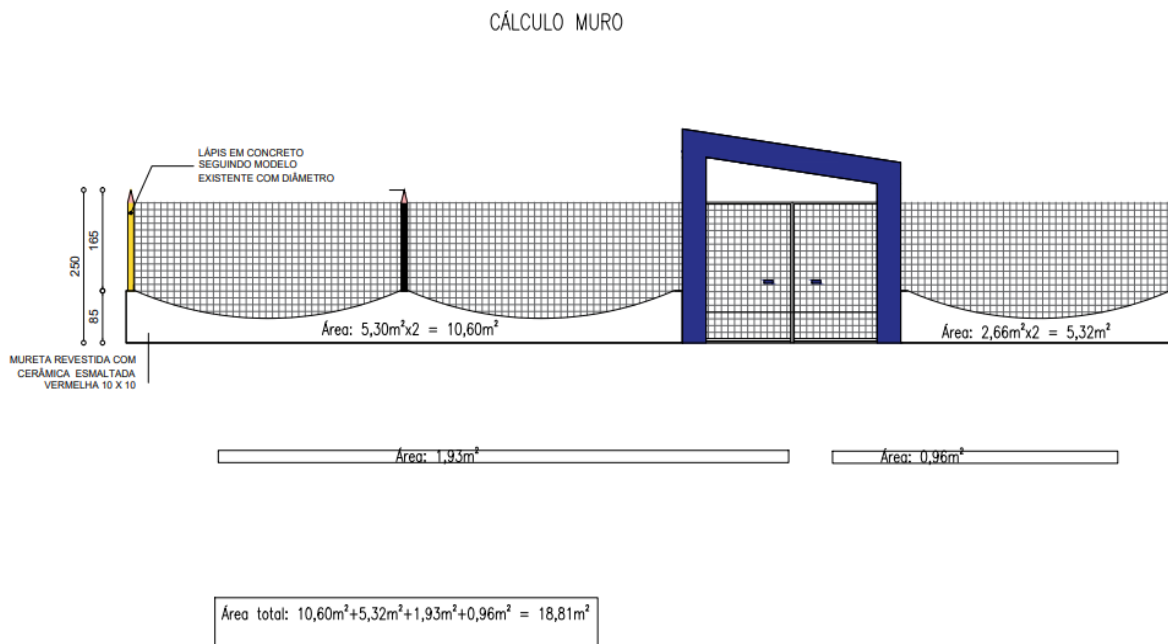 CÁLCULO MURO
LÁPIS EM CONCRETO
SEGUINDO MODELO
EXISTENTE COM DIÂMETRO
250
165
85
Área: 5,30m²x2 = 10,60m²
Área: 2,66m²x2 = 5,32m²
MURETA REVESTIDA COM
CERÂMICA ESMALTADA
VERMELHA 10 X 10
Área: 1,93m²
Área: 0,96m²
Área total: 10,60m²+5,32m²+1,93m²+0,96m² = 18,81m²